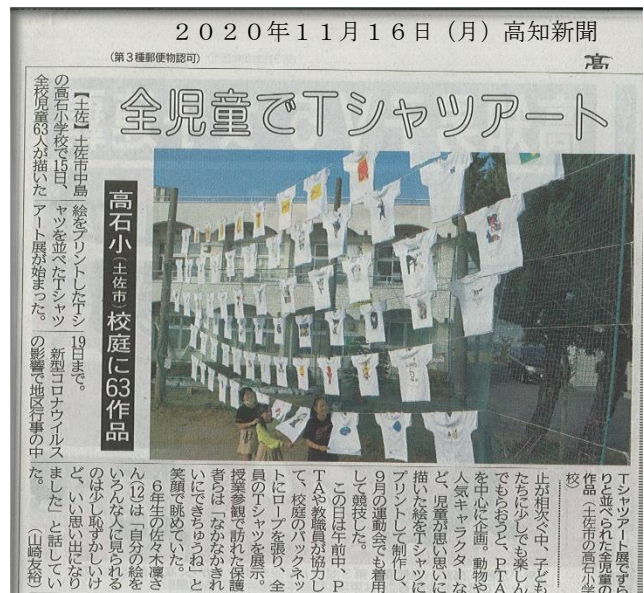 ２０２０年１１月１６日（月）高知新聞
（第３種郵便物認可）
高
全児童でTシャツアート
高石小（土佐市）校庭に63作品
【土佐】土佐市中島
の高石小学校で15日、
全校児童63人が描いた
絵をプリントしたTシ
ャツを並べたTシャツ
アート展が始まった。
19日まで。
新型コロナウイルス
の影響で地区行事の中
Tシャツアート展でずら
りと並べられた全児童の
作品（土佐市の高石小学
校）
止が相次ぐ中、子ども
たちに少しでも楽しん
でもらおうと、PTA
を中心に企画。動物や
人気キャラクターな
ど、児童が思い思いに
描いた絵をTシャツに
プリントして制作し、
９月の運動会でも着用
して競技した。
この日は午前中、P
TAや教職員が協力し
て、校庭のバックネッ
トにロープを張り、全
員のTシャツを展示。
授業参観で訪れた保護
者らは「なかなかきれ
いにできちゅうね」と
笑顔で眺めていた。
６年生の佐々木凜さ
ん（12）は「自分の絵を
いろんな人に見られる
のは少し恥ずかしいけ
ど、いい思い出になり
ました」と話してい
た。
（山崎友裕）